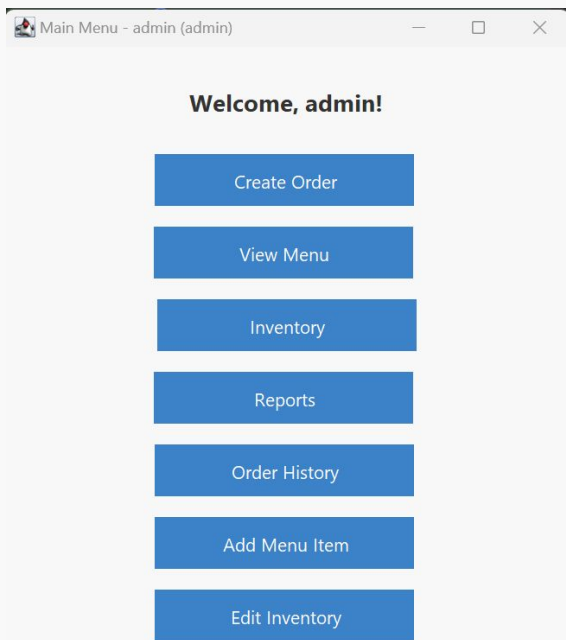 Main Menu - admin (admin)
Welcome, admin!
Create Order
View Menu
Inventory
Reports
Order History
Add Menu Item
Edit Inventory